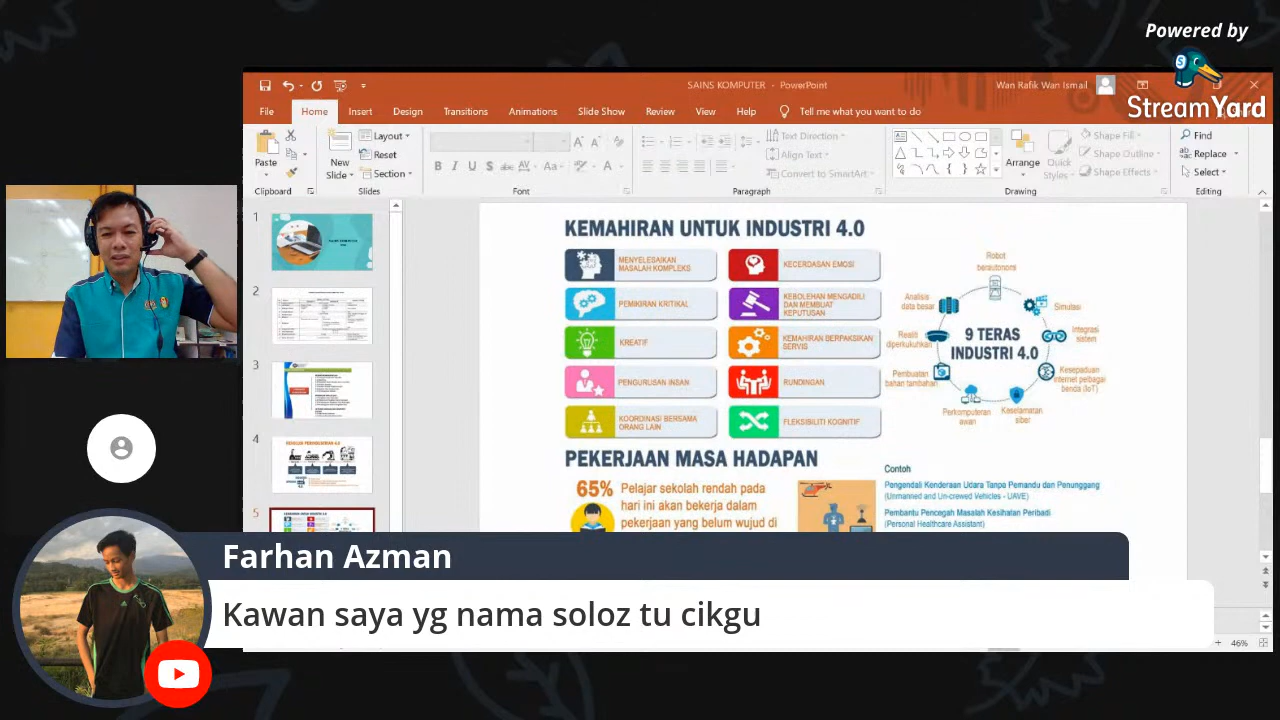 Powered by
StreamYard
SAINS KOMPUTER - PowerPoint
Wan Rafik Wan Ismail
File Home Insert Design Transitions Animations Slide Show Review View Help Tell me what you want to do
Paste
New
Slide
Layout
Reset
Section
Text Direction
Align Text
Convert to SmartArt
Arrange
Quick
Styles
Shape Fill
Shape Outline
Shape Effects
Find
Replace
Select
Clipboard Slides Font Paragraph Drawing Editing
1
2
3
4
5
KEMAHIRAN UNTUK INDUSTRI 4.0
MENYELESAIKAN
MASALAH KOMPLEKS
KECERDASAN EMOSI
PEMIKIRAN KRITIKAL
KEBOLEHAN MENGADILI
DAN MEMBUAT
KEPUTUSAN
KREATIF
KEMAHIRAN BERPAKSIKAN
SERVIS
PENGURUSAN INSAN
RUNDINGAN
KOORDINASI BERSAMA
ORANG LAIN
FLEKSIBILITI KOGNITIF
9 TERAS
INDUSTRI 4.0
Robot
berautonomi
Simulasi
Integrasi
sistem
Kesepaduan
internet pelbagai
benda (IoT)
Keselamatan
siber
Perkomputeran
awan
Pembuatan
bahan tambahan
Realiti
diperkukuhkan
Analisis
data besar
PEKERJAAN MASA HADAPAN
65%
Pelajar sekolah rendah pada
hari ini akan bekerja dalam
pekerjaan yang belum wujud di
Contoh
Pengendali Kenderaan Udara Tanpa Pemandu dan Penunggang
(Unmanned and Un-crewed Vehicles - UAVE)
Pembantu Pencegah Masalah Kesihatan Peribadi
(Personal Healthcare Assistant)
Farhan Azman
Kawan saya yg nama soloz tu cikgu
46%